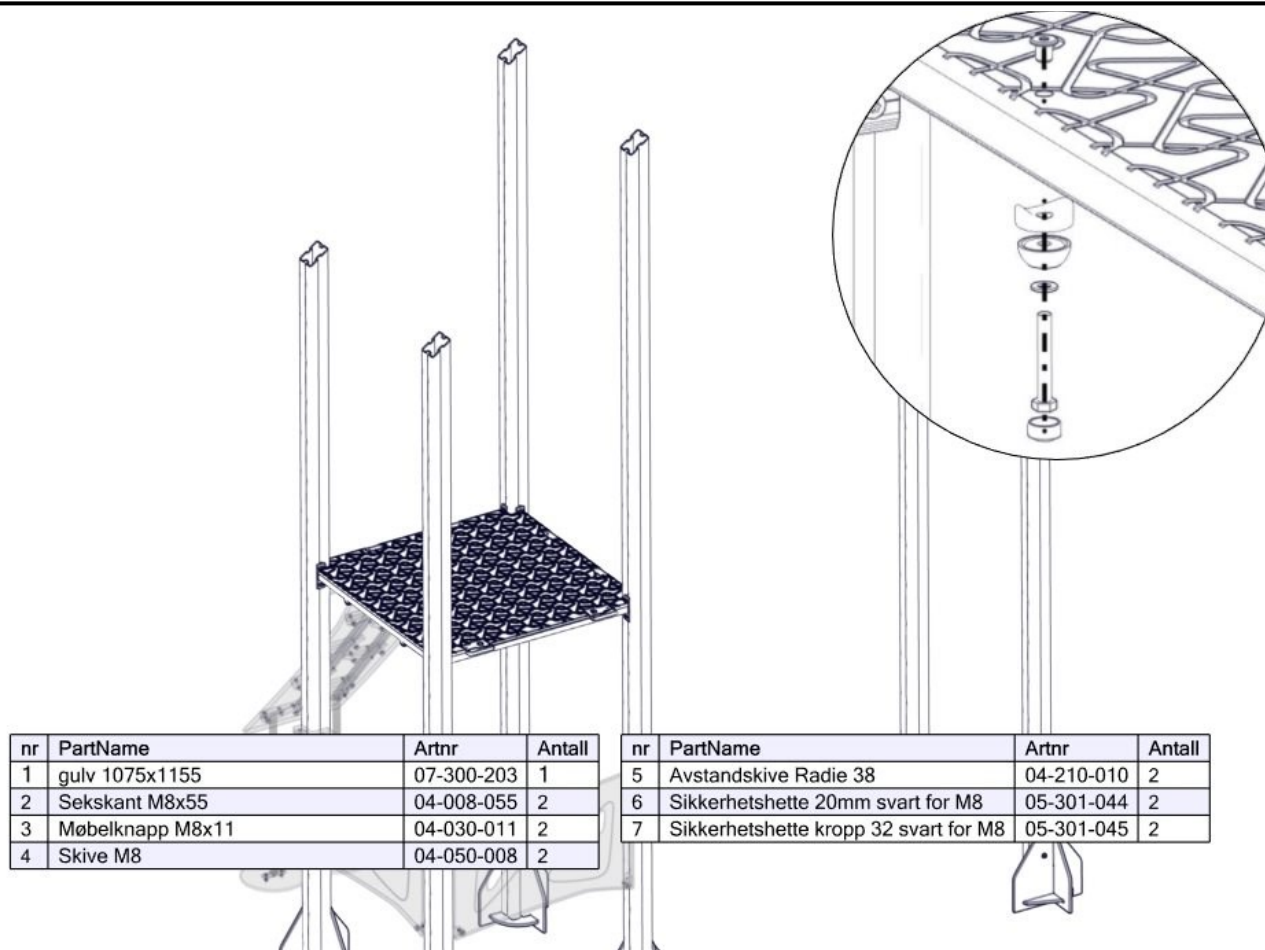 nr PartName Artnr Antall
1 gulv 1075x1155 07-300-203 1
2 Sekskant M8x55 04-008-055 2
3 Møbelknapp M8x11 04-030-011 2
4 Skive M8 04-050-008 2
nr PartName Artnr Antall
5 Avstandskive Radie 38 04-210-010 2
6 Sikkerhetshette 20mm svart for M8 05-301-044 2
7 Sikkerhetshette kropp 32 svart for M8 05-301-045 2